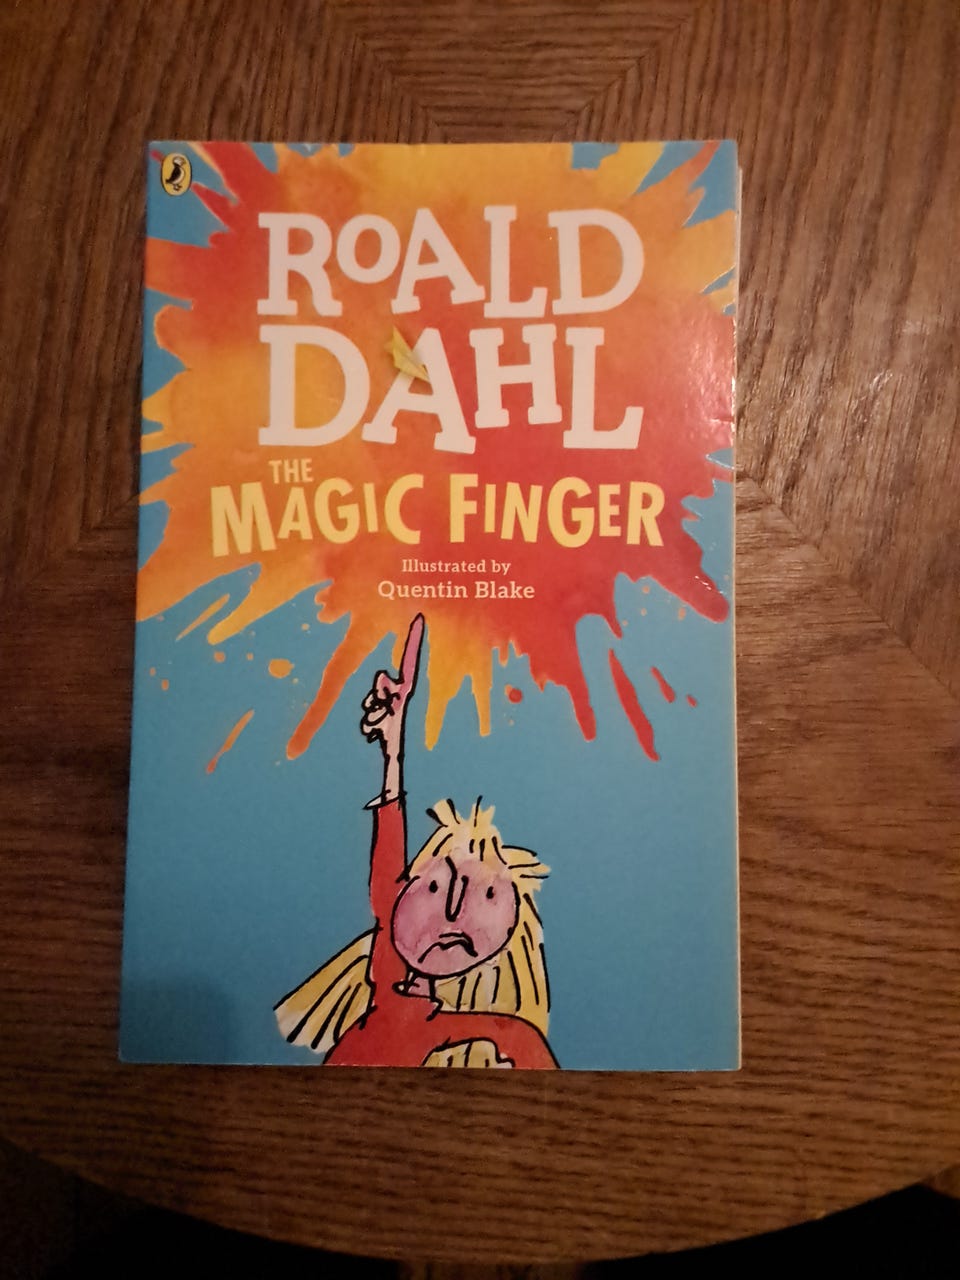 ROALD
DAHL
THE
MAGIC FINGER
Illustrated by
Quentin Blake